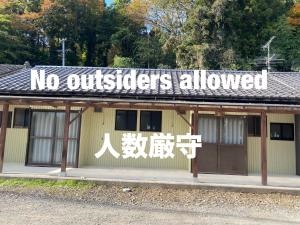 No outsiders allowed
人数厳守